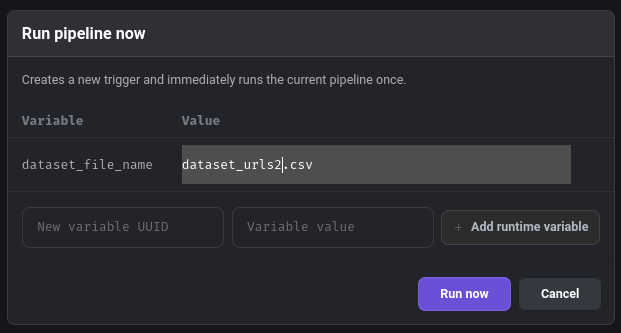 Run pipeline now
Creates a new trigger and immediately runs the current pipeline once.
Variable Value
dataset_file_name dataset_urls2.csv
New variable UUID Variable value + Add runtime variable
Run now Cancel